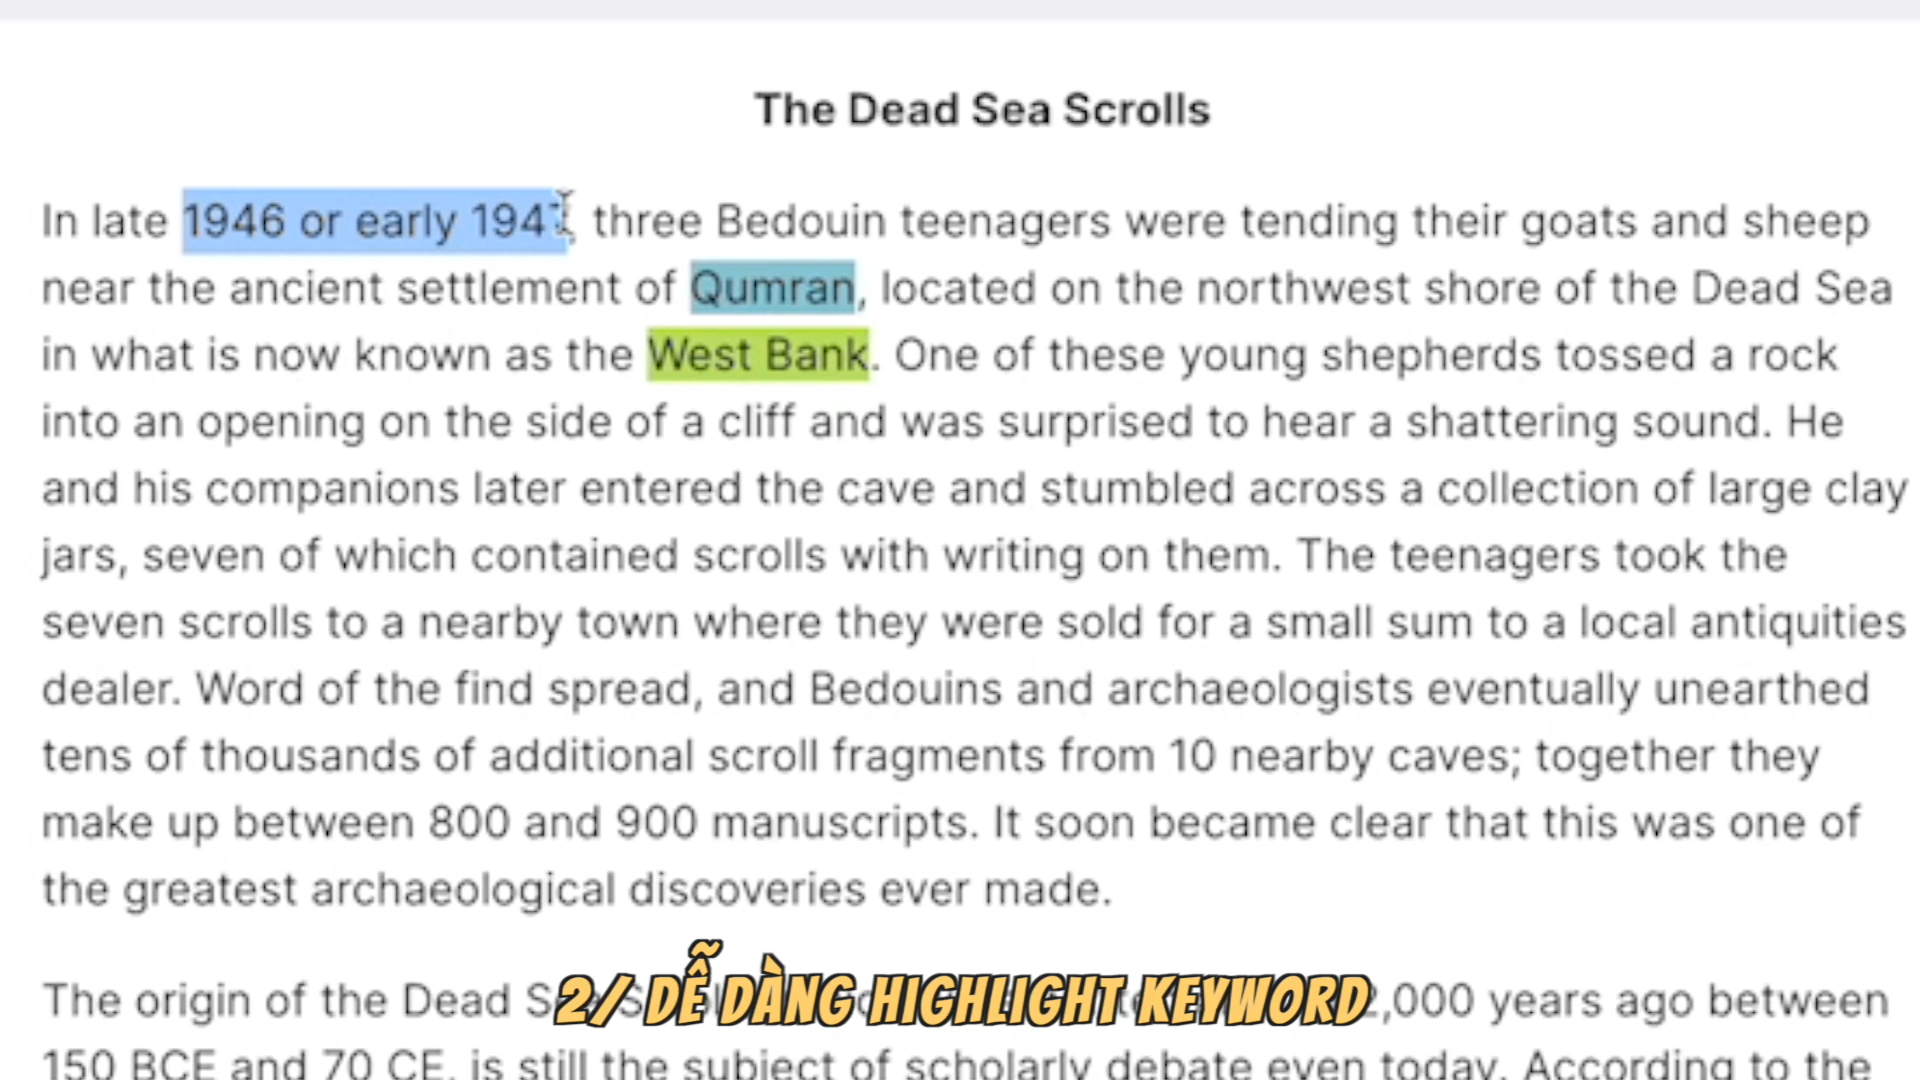 The Dead Sea Scrolls
In late 1946 or early 1947, three Bedouin teenagers were tending their goats and sheep
near the ancient settlement of Qumran, located on the northwest shore of the Dead Sea
in what is now known as the West Bank. One of these young shepherds tossed a rock
into an opening on the side of a cliff and was surprised to hear a shattering sound. He
and his companions later entered the cave and stumbled across a collection of large clay
jars, seven of which contained scrolls with writing on them. The teenagers took the
seven scrolls to a nearby town where they were sold for a small sum to a local antiquities
dealer. Word of the find spread, and Bedouins and archaeologists eventually unearthed
tens of thousands of additional scroll fragments from 10 nearby caves; together they
make up between 800 and 900 manuscripts. It soon became clear that this was one of
the greatest archaeological discoveries ever made.
The origin of the Dead 2,000 years ago between
2/ DỄ DÀNG HIGHLIGHT KEYWORD
150 BCE and 70 CE, is still the subject of scholarly debate even today. According to the